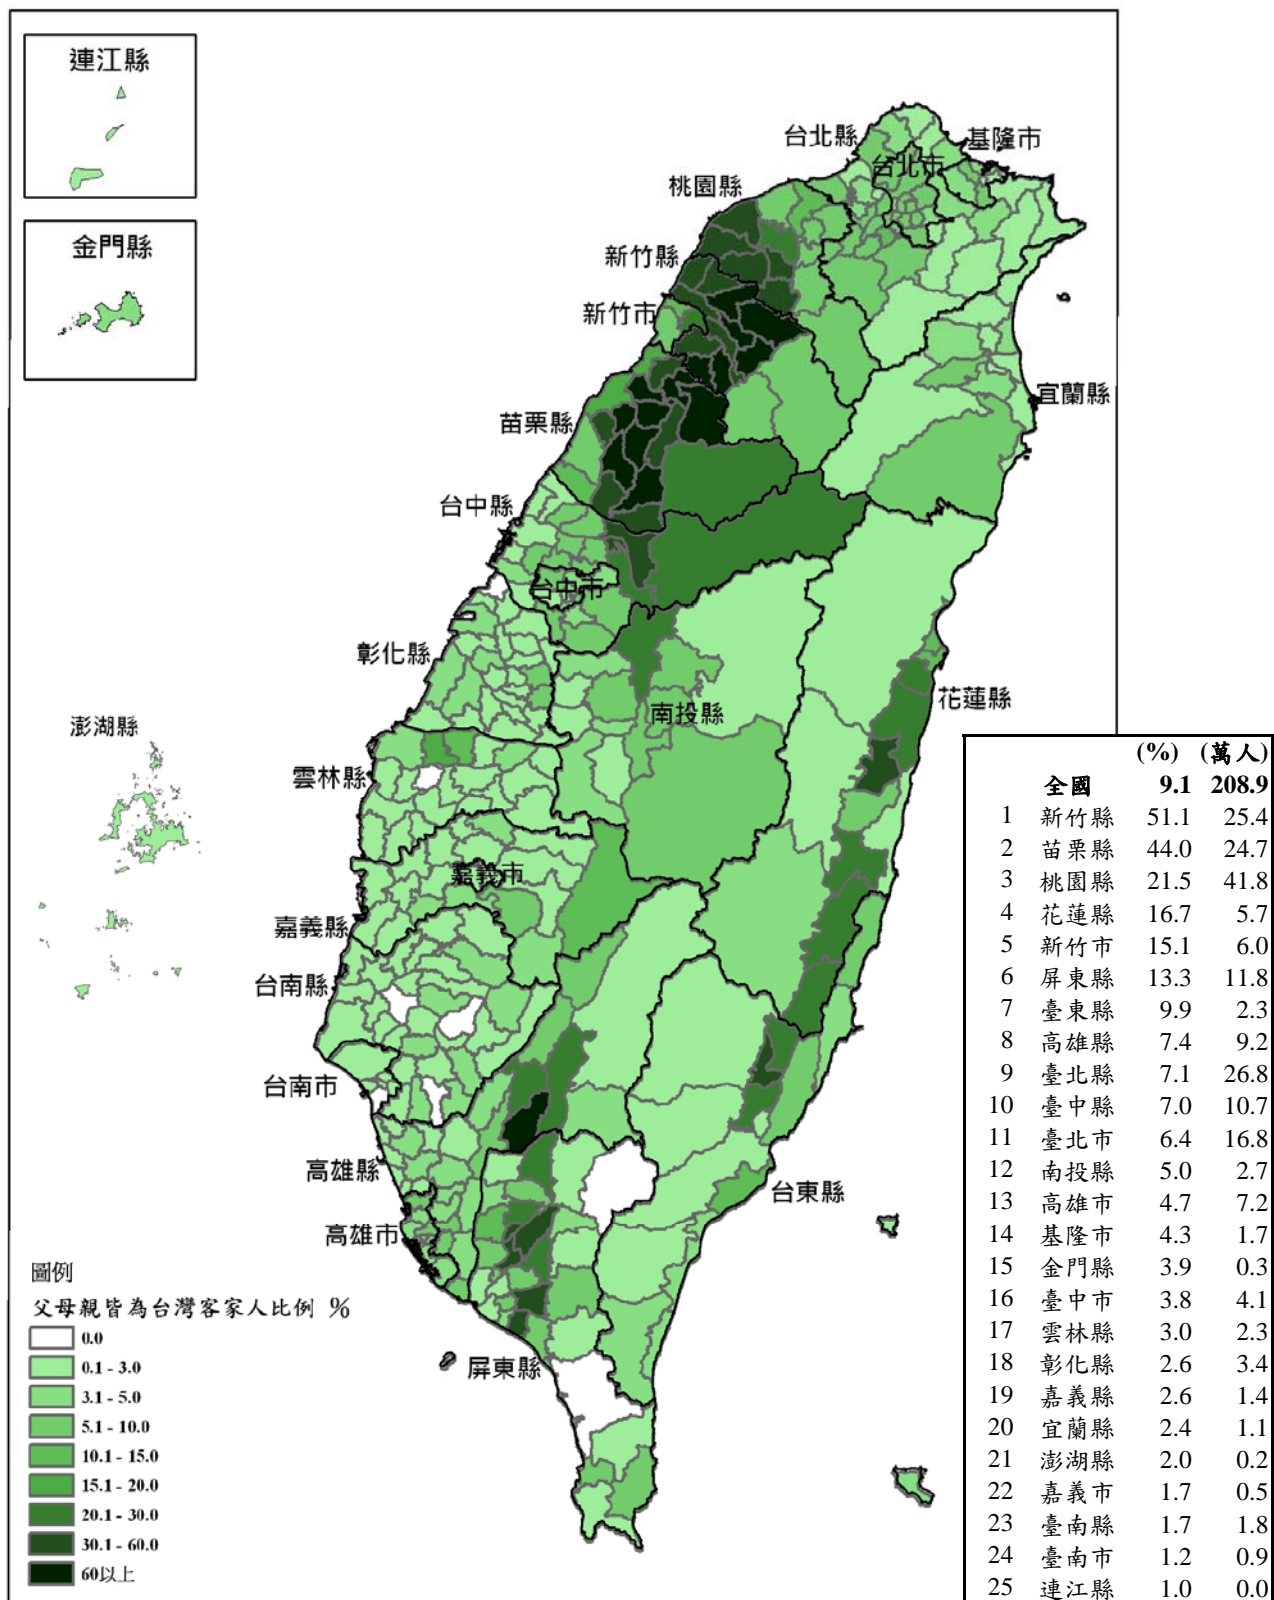 連江縣
金門縣
台北縣
基隆市
台北市
桃園縣
新竹縣
新竹市
宜蘭縣
苗栗縣
台中縣
台中市
彰化縣
花蓮縣
南投縣
澎湖縣
雲林縣
嘉義市
嘉義縣
台南縣
台南市
高雄縣
台東縣
高雄市
屏東縣
圖例
父母親皆為台灣客家人比例 %
0.0
0.1 - 3.0
3.1 - 5.0
5.1 - 10.0
10.1 - 15.0
15.1 - 20.0
20.1 - 30.0
30.1 - 60.0
60以上
(%) (萬人)
全國 9.1 208.9
1 新竹縣 51.1 25.4
2 苗栗縣 44.0 24.7
3 桃園縣 21.5 41.8
4 花蓮縣 16.7 5.7
5 新竹市 15.1 6.0
6 屏東縣 13.3 11.8
7 臺東縣 9.9 2.3
8 高雄縣 7.4 9.2
9 臺北縣 7.1 26.8
10 臺中縣 7.0 10.7
11 臺北市 6.4 16.8
12 南投縣 5.0 2.7
13 高雄市 4.7 7.2
14 基隆市 4.3 1.7
15 金門縣 3.9 0.3
16 臺中市 3.8 4.1
17 雲林縣 3.0 2.3
18 彰化縣 2.6 3.4
19 嘉義縣 2.6 1.4
20 宜蘭縣 2.4 1.1
21 澎湖縣 2.0 0.2
22 嘉義市 1.7 0.5
23 臺南縣 1.7 1.8
24 臺南市 1.2 0.9
25 連江縣 1.0 0.0